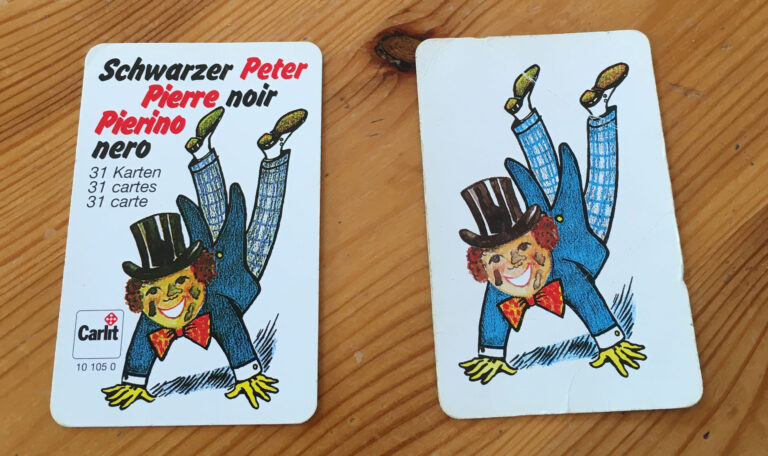 Schwarzer Peter
Pierre noir
Pierino
nero
31 Karten
31 cartes
31 carte
Carlit
10 105 0